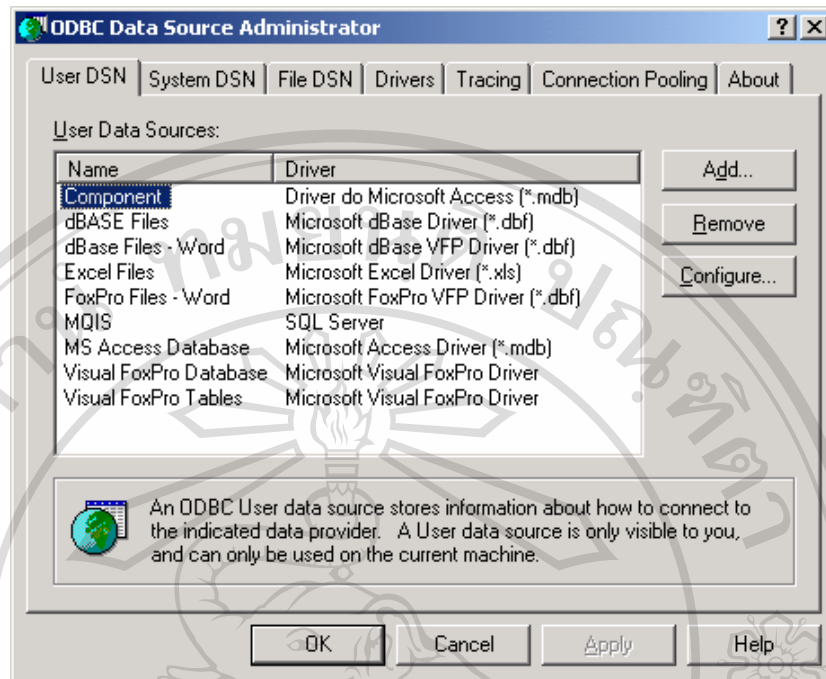 ODBC Data Source Administrator
User DSN System DSN File DSN Drivers Tracing Connection Pooling About
User Data Sources:
Name Driver
Component Driver do Microsoft Access (*.mdb)
dBASE Files Microsoft dBase Driver (*.dbf)
dBase Files - Word Microsoft dBase VFP Driver (*.dbf)
Excel Files Microsoft Excel Driver (*.xls)
FoxPro Files - Word Microsoft FoxPro VFP Driver (*.dbf)
MQIS SQL Server
MS Access Database Microsoft Access Driver (*.mdb)
Visual FoxPro Database Microsoft Visual FoxPro Driver
Visual FoxPro Tables Microsoft Visual FoxPro Driver
Add...
Remove
Configure...
An ODBC User data source stores information about how to connect to
the indicated data provider. A User data source is only visible to you,
and can only be used on the current machine.
OK Cancel Apply Help